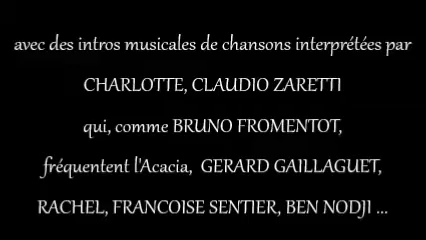 avec des intros musicales de chansons interprétées par
CHARLOTTE, CLAUDIO ZARETTI
qui, comme BRUNO FROMENTOT,
fréquentent l'Acacia, GERARD GAILLAGUET,
RACHEL, FRANCOISE SENTIER, BEN NODJI ...